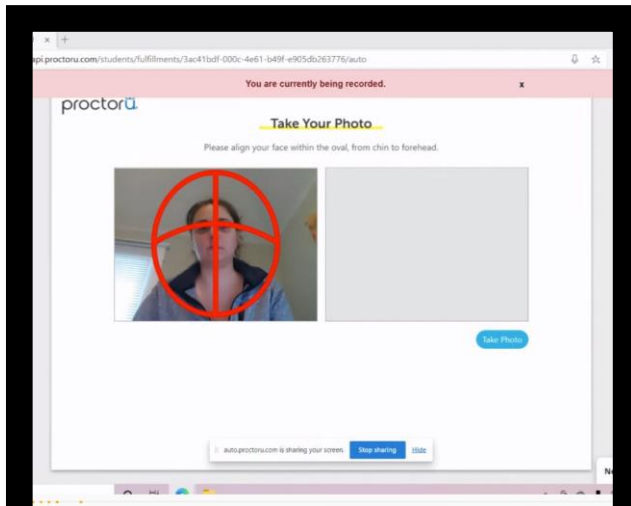 api.proctoru.com/students/fulfillments/3ac41bdf-000c-4e61-b49f-e905db263776/auto
You are currently being recorded. x
proctorU
Take Your Photo
Please align your face within the oval, from chin to forehead.
Take Photo
auto.proctoru.com is sharing your screen. Stop sharing Hide